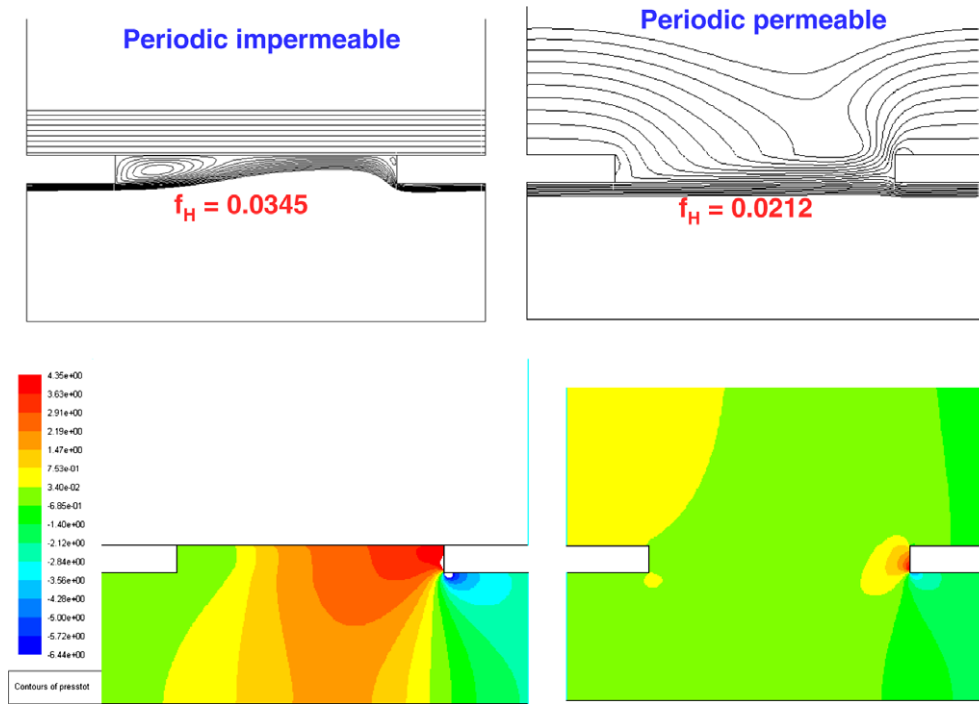 Periodic impermeable
Periodic permeable
f_H = 0.0345
f_H = 0.0212
4.35e+00
3.63e+00
2.91e+00
2.19e+00
1.47e+00
7.53e-01
3.40e-02
-6.85e-01
-1.40e+00
-2.12e+00
-2.84e+00
-3.56e+00
-4.28e+00
-5.00e+00
-5.72e+00
-6.44e+00
Contours of presstot